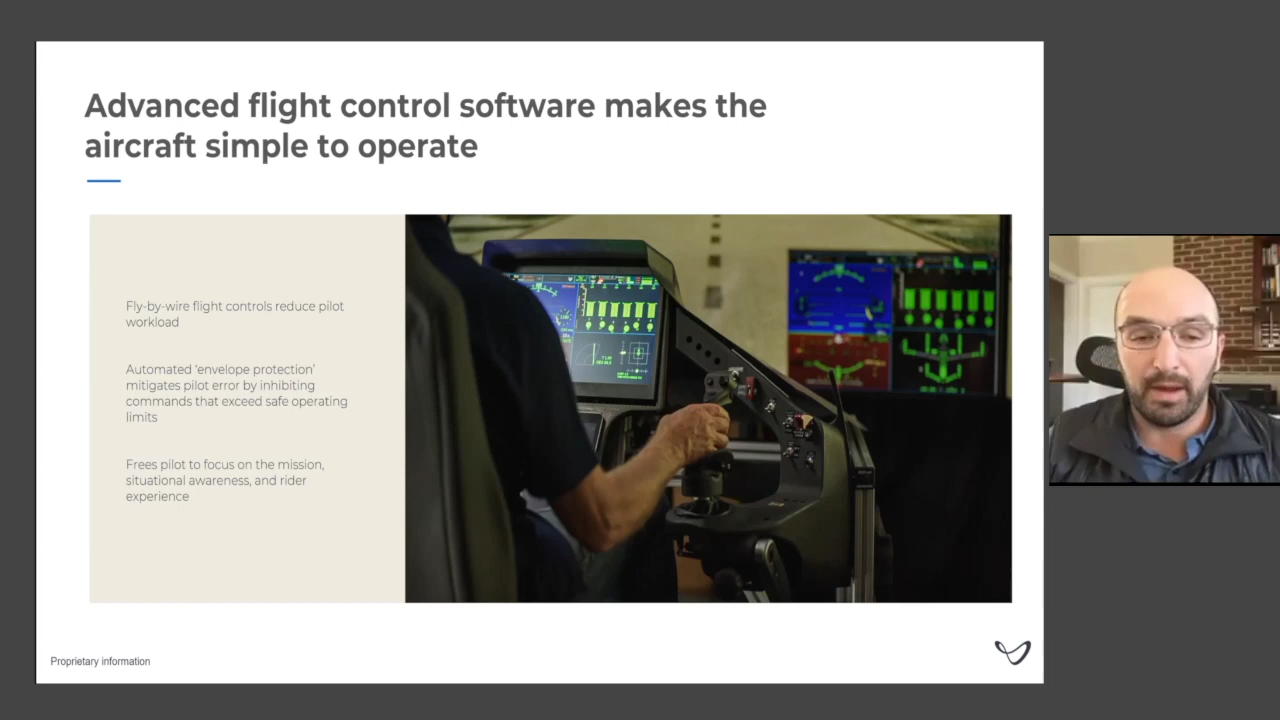 Advanced flight control software makes the
aircraft simple to operate
Fly-by-wire flight controls reduce pilot
workload
Automated ‘envelope protection’
mitigates pilot error by inhibiting
commands that exceed safe operating
limits
Frees pilot to focus on the mission,
situational awareness, and rider
experience
Proprietary information